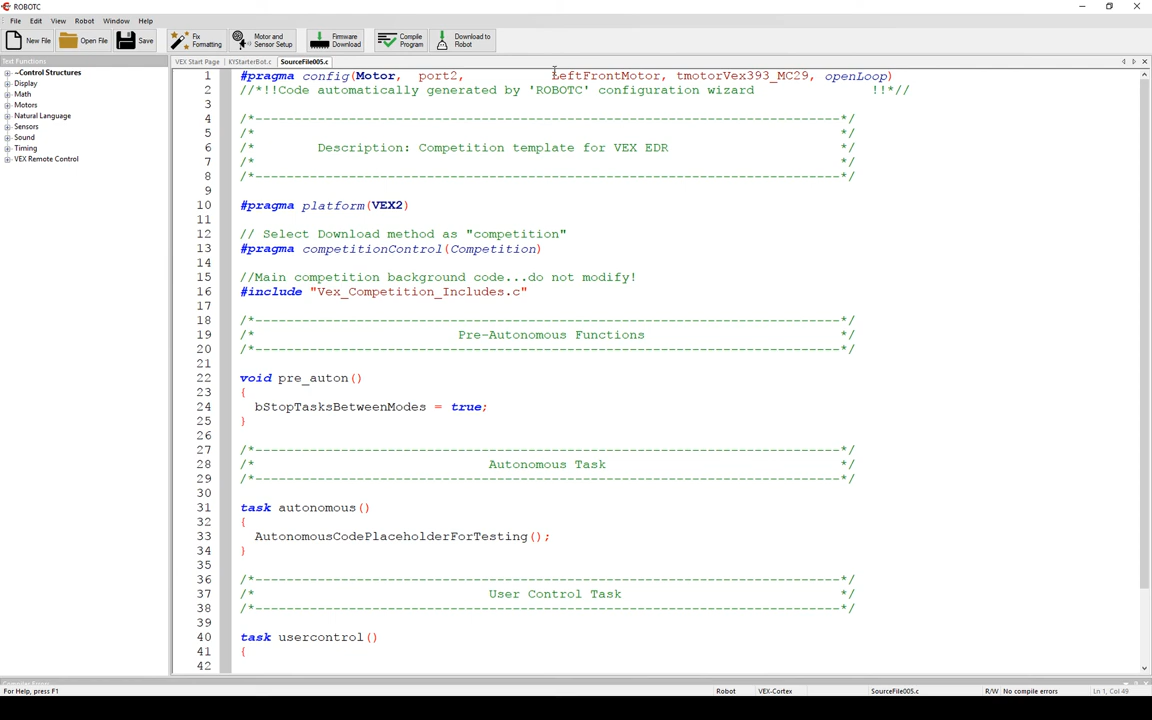 ROBOTC
File Edit View Robot Window Help
New File Open File Save Fix Formatting Motor and Sensor Setup Firmware Download Compile Program Download to Robot
Text Functions
VEX Start Page KYStarterBot.c SourceFile005.c
~Control Structures
Display
Math
Motors
Natural Language
Sensors
Sound
Timing
VEX Remote Control
1 #pragma config(Motor, port2, LeftFrontMotor, tmotorVex393_MC29, openLoop)
2 //*!!Code automatically generated by 'ROBOTC' configuration wizard !!*//
3
4 /*---------------------------------------------------------------------------*/
5 /* */
6 /* Description: Competition template for VEX EDR */
7 /* */
8 /*---------------------------------------------------------------------------*/
9
10 #pragma platform(VEX2)
11
12 // Select Download method as "competition"
13 #pragma competitionControl(Competition)
14
15 //Main competition background code...do not modify!
16 #include "Vex_Competition_Includes.c"
17
18 /*---------------------------------------------------------------------------*/
19 /* Pre-Autonomous Functions */
20 /*---------------------------------------------------------------------------*/
21
22 void pre_auton()
23 {
24 bStopTasksBetweenModes = true;
25 }
26
27 /*---------------------------------------------------------------------------*/
28 /* Autonomous Task */
29 /*---------------------------------------------------------------------------*/
30
31 task autonomous()
32 {
33 AutonomousCodePlaceholderForTesting();
34 }
35
36 /*---------------------------------------------------------------------------*/
37 /* User Control Task */
38 /*---------------------------------------------------------------------------*/
39
40 task usercontrol()
41 {
42
Compiler Errors
For Help, press F1 Robot VEX-Cortex SourceFile005.c R/W No compile errors Ln 1, Col 49